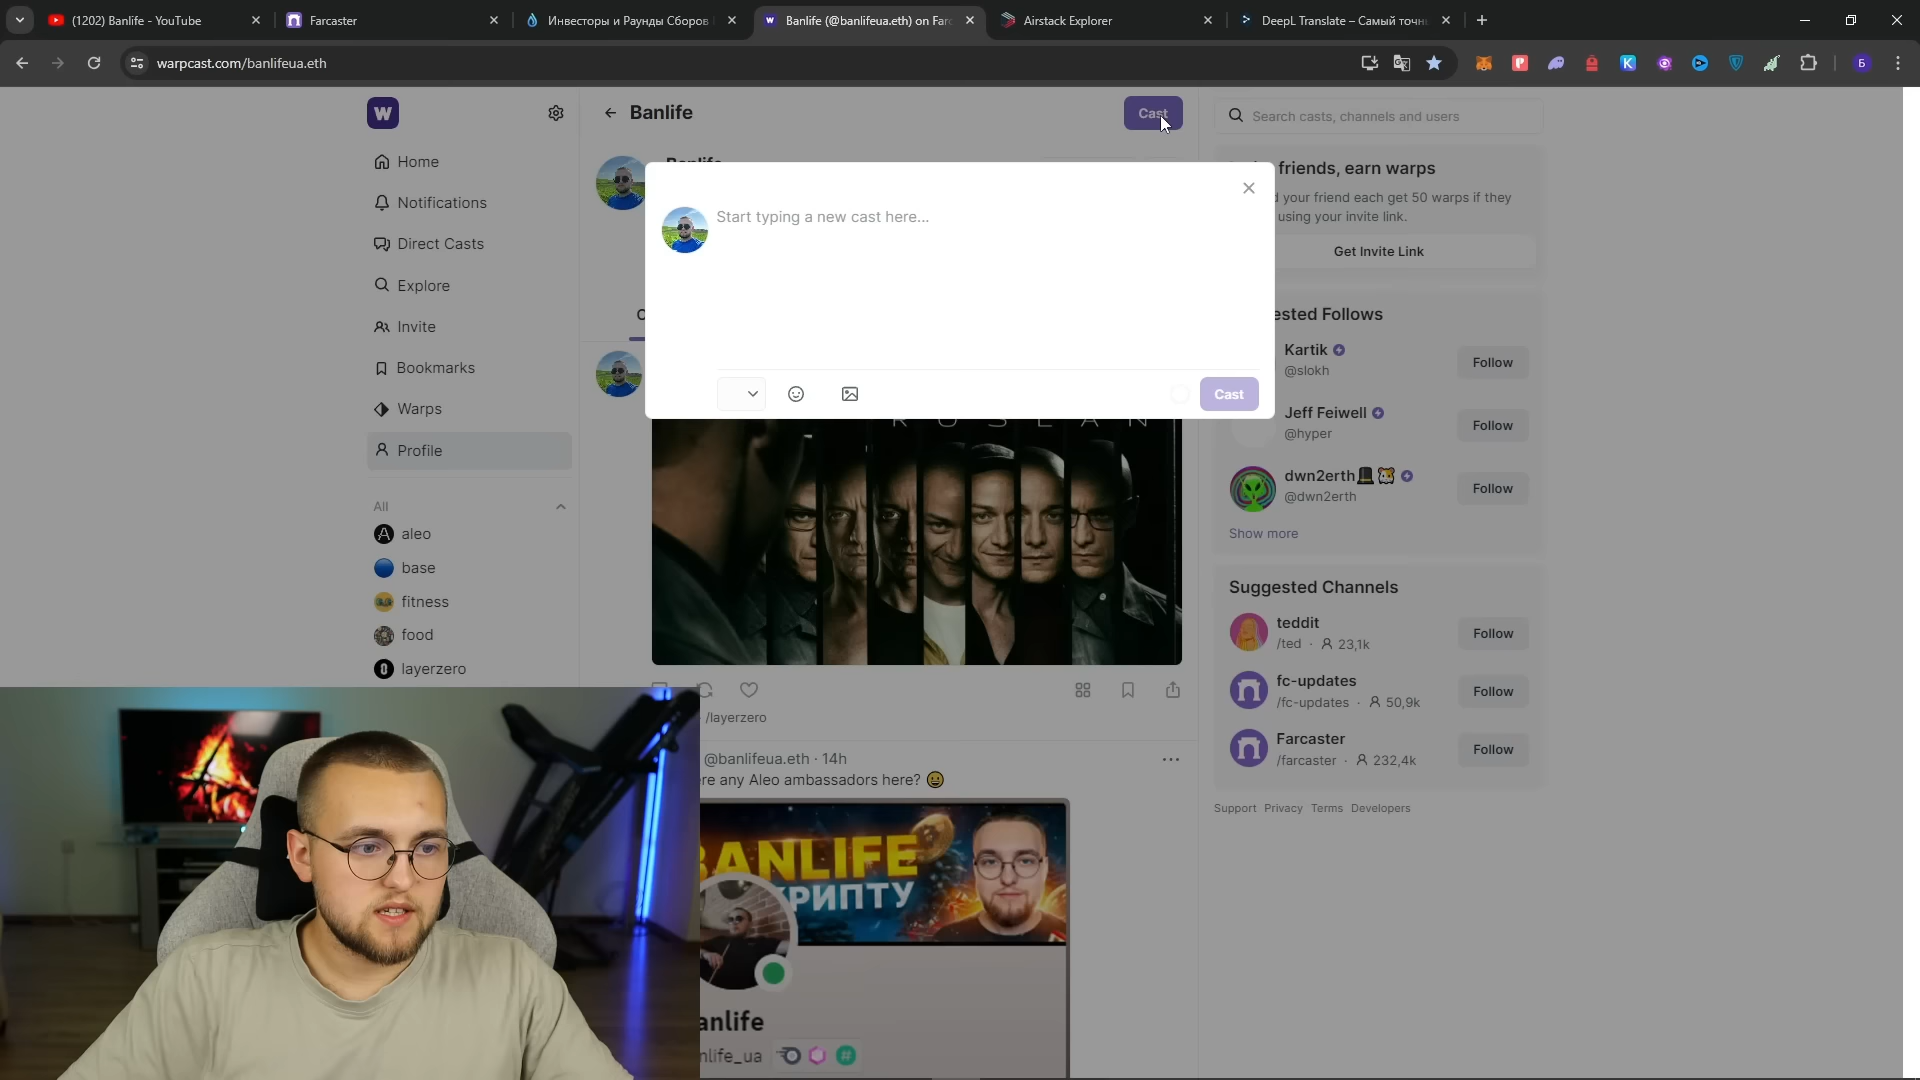 (1202) Banlife - YouTube
Farcaster
Инвесторы и Раунды Сборов
Banlife (@banlifeua.eth) on Farc
Airstack Explorer
DeepL Translate – Самый точн
warpcast.com/banlifeua.eth
Б
W
Banlife
Cast
Search casts, channels and users
Home
Notifications
Direct Casts
Explore
Invite
Bookmarks
Warps
Profile
All
aleo
base
fitness
food
layerzero
Banlife
Start typing a new cast here...
Cast
friends, earn warps
d your friend each get 50 warps if they
using your invite link.
Get Invite Link
ested Follows
Kartik
@slokh
Follow
Jeff Feiwell
@hyper
Follow
dwn2erth
@dwn2erth
Follow
Show more
Suggested Channels
teddit
/ted · 23,1k
Follow
fc-updates
/fc-updates · 50,9k
Follow
Farcaster
/farcaster · 232,4k
Follow
Support Privacy Terms Developers
RUSLAN
/layerzero
@banlifeua.eth · 14h
re any Aleo ambassadors here? 😀
BANLIFE
КРИПТУ
anlife
nlife_ua